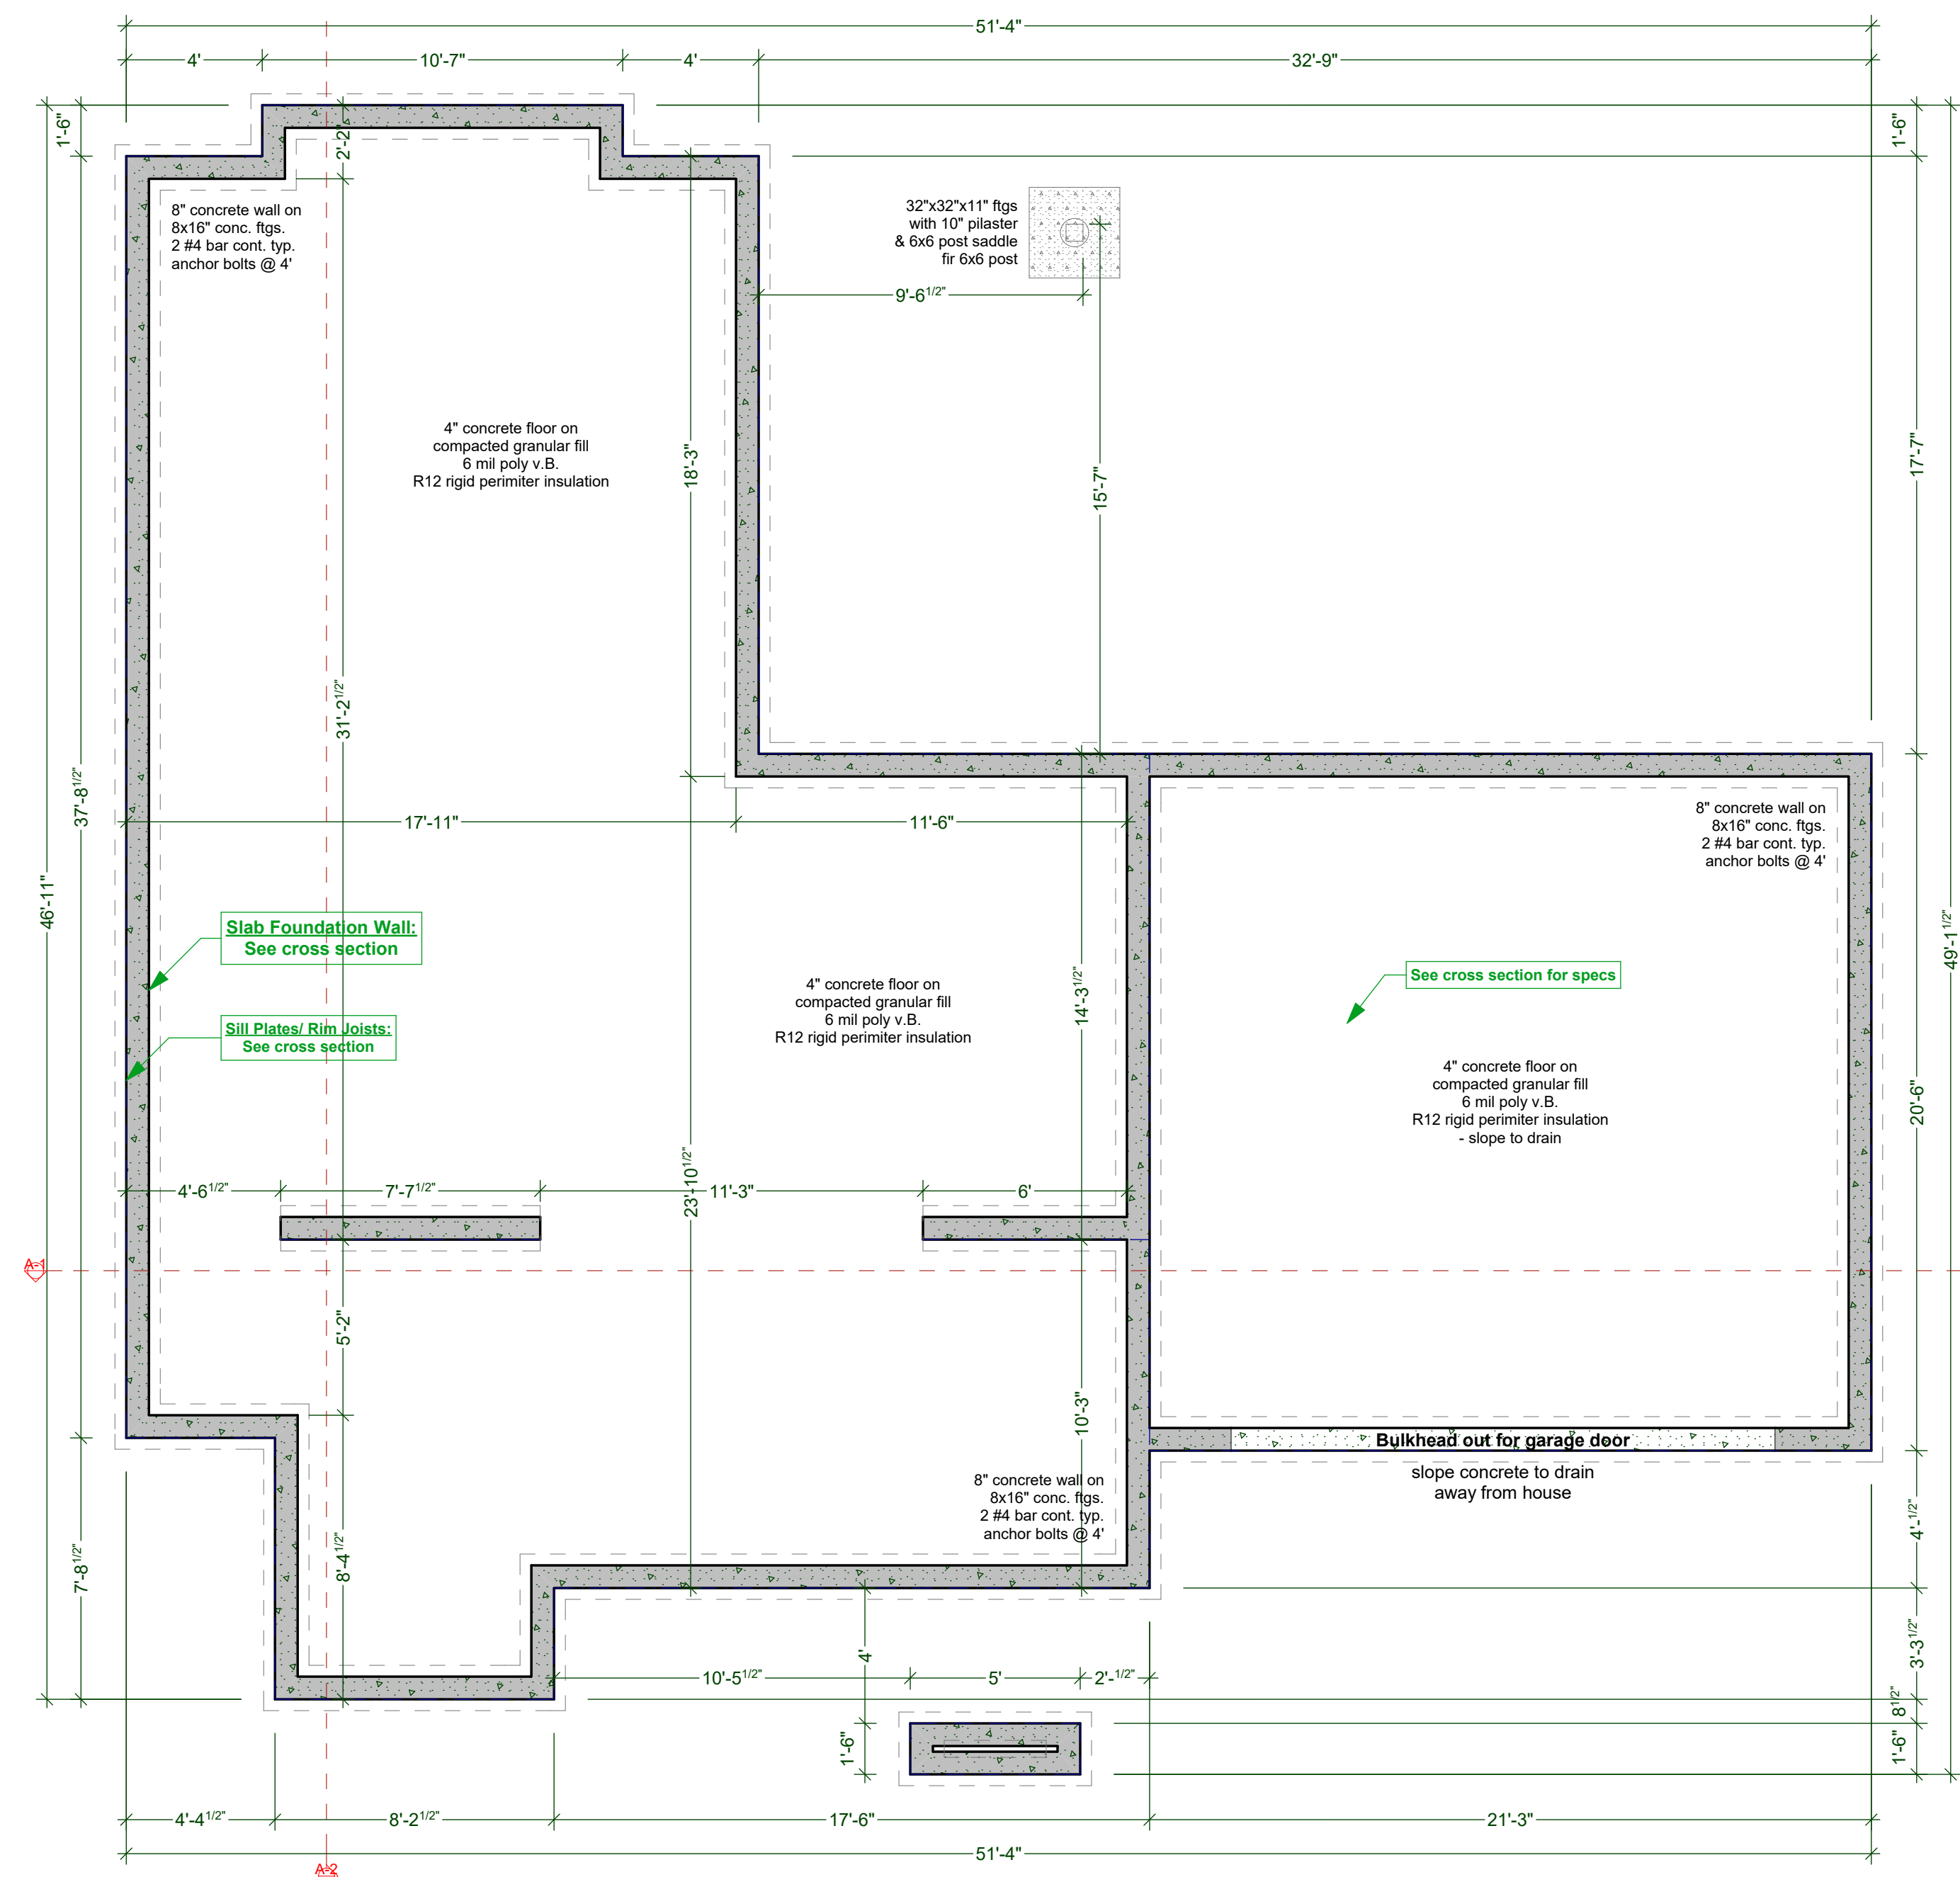 51'-4"
4'
10'-7"
4'
32'-9"
1'-6"
2'-2"
1'-6"
8" concrete wall on
8x16" conc. ftgs.
2 #4 bar cont. typ.
anchor bolts @ 4'
32"x32"x11" ftgs
with 10" pilaster
& 6x6 post saddle
fir 6x6 post
9'-6 1/2"
4" concrete floor on
compacted granular fill
6 mil poly v.B.
R12 rigid perimiter insulation
18'-3"
15'-7"
17'-7"
31'-2 1/2"
37'-8 1/2"
46'-11"
17'-11"
11'-6"
8" concrete wall on
8x16" conc. ftgs.
2 #4 bar cont. typ.
anchor bolts @ 4'
Slab Foundation Wall:
See cross section
Sill Plates/ Rim Joists:
See cross section
4" concrete floor on
compacted granular fill
6 mil poly v.B.
R12 rigid perimiter insulation
14'-3 1/2"
See cross section for specs
49'-1 1/2"
4" concrete floor on
compacted granular fill
6 mil poly v.B.
R12 rigid perimiter insulation
- slope to drain
20'-6"
4'-6 1/2"
7'-7 1/2"
23'-10 1/2"
11'-3"
6'
A-1
5'-2"
10'-3"
Bulkhead out for garage door
slope concrete to drain
away from house
8" concrete wall on
8x16" conc. ftgs.
2 #4 bar cont. typ.
anchor bolts @ 4'
4'- 1/2"
7'-8 1/2"
8'-4 1/2"
4'
3'-3 1/2"
10'-5 1/2"
5'
2'- 1/2"
8 1/2"
1'-6"
1'-6"
4'-4 1/2"
8'-2 1/2"
17'-6"
21'-3"
51'-4"
A-2